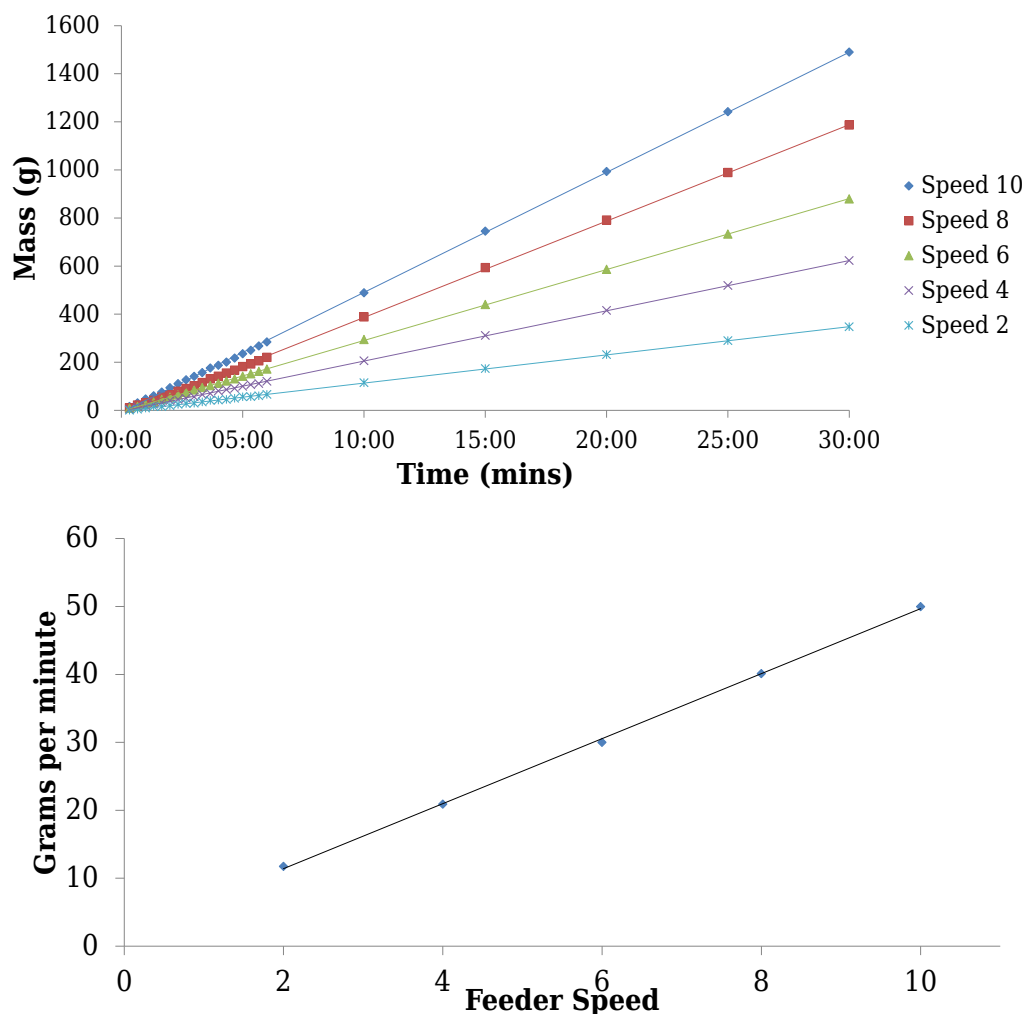 1600
1400
1200
1000
800
600
400
200
0
Mass (g)
00:00 05:00 10:00 15:00 20:00 25:00 30:00
Time (mins)
Speed 10
Speed 8
Speed 6
Speed 4
Speed 2
60
50
40
30
20
10
0
Grams per minute
0 2 4 6 8 10
Feeder Speed